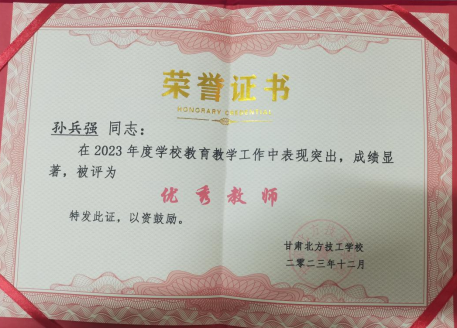 荣誉证书
HONORARY CREDENTIAL
孙兵强 同志：
在2023年度学校教育教学工作中表现突出，成绩显
著，被评为
优秀教师
特发此证，以资鼓励。
甘肃北方技工学校
二〇二三年十二月